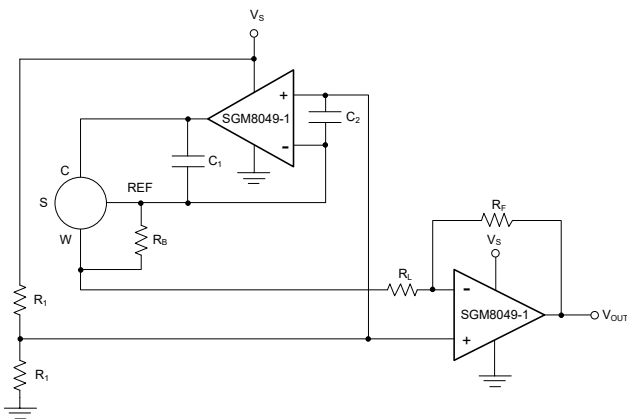 VS
+
SGM8049-1
-
C2
C1
C
REF
S
W
RB
RF
VS
RL
R1
-
SGM8049-1
+
VOUT
R1